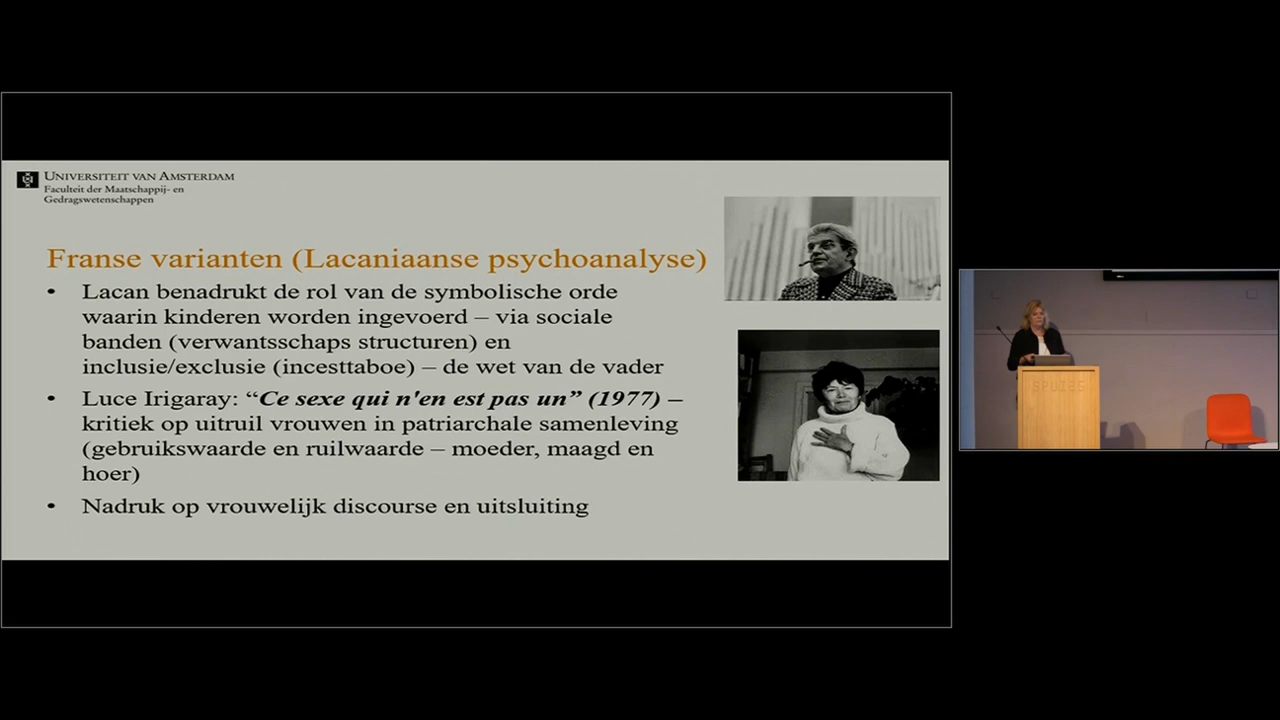 UNIVERSITEIT VAN AMSTERDAM
Faculteit der Maatschappij- en
Gedragswetenschappen
Franse varianten (Lacaniaanse psychoanalyse)
• Lacan benadrukt de rol van de symbolische orde
waarin kinderen worden ingevoerd – via sociale
banden (verwantsschaps structuren) en
inclusie/exclusie (incesttaboe) – de wet van de vader
• Luce Irigaray: “Ce sexe qui n'en est pas un” (1977) –
kritiek op uitruil vrouwen in patriarchale samenleving
(gebruikswaarde en ruilwaarde – moeder, maagd en
hoer)
• Nadruk op vrouwelijk discourse en uitsluiting